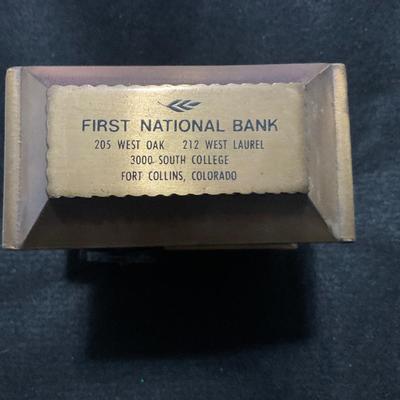 FIRST NATIONAL BANK
205 WEST OAK 212 WEST LAUREL
3000 SOUTH COLLEGE
FORT COLLINS, COLORADO